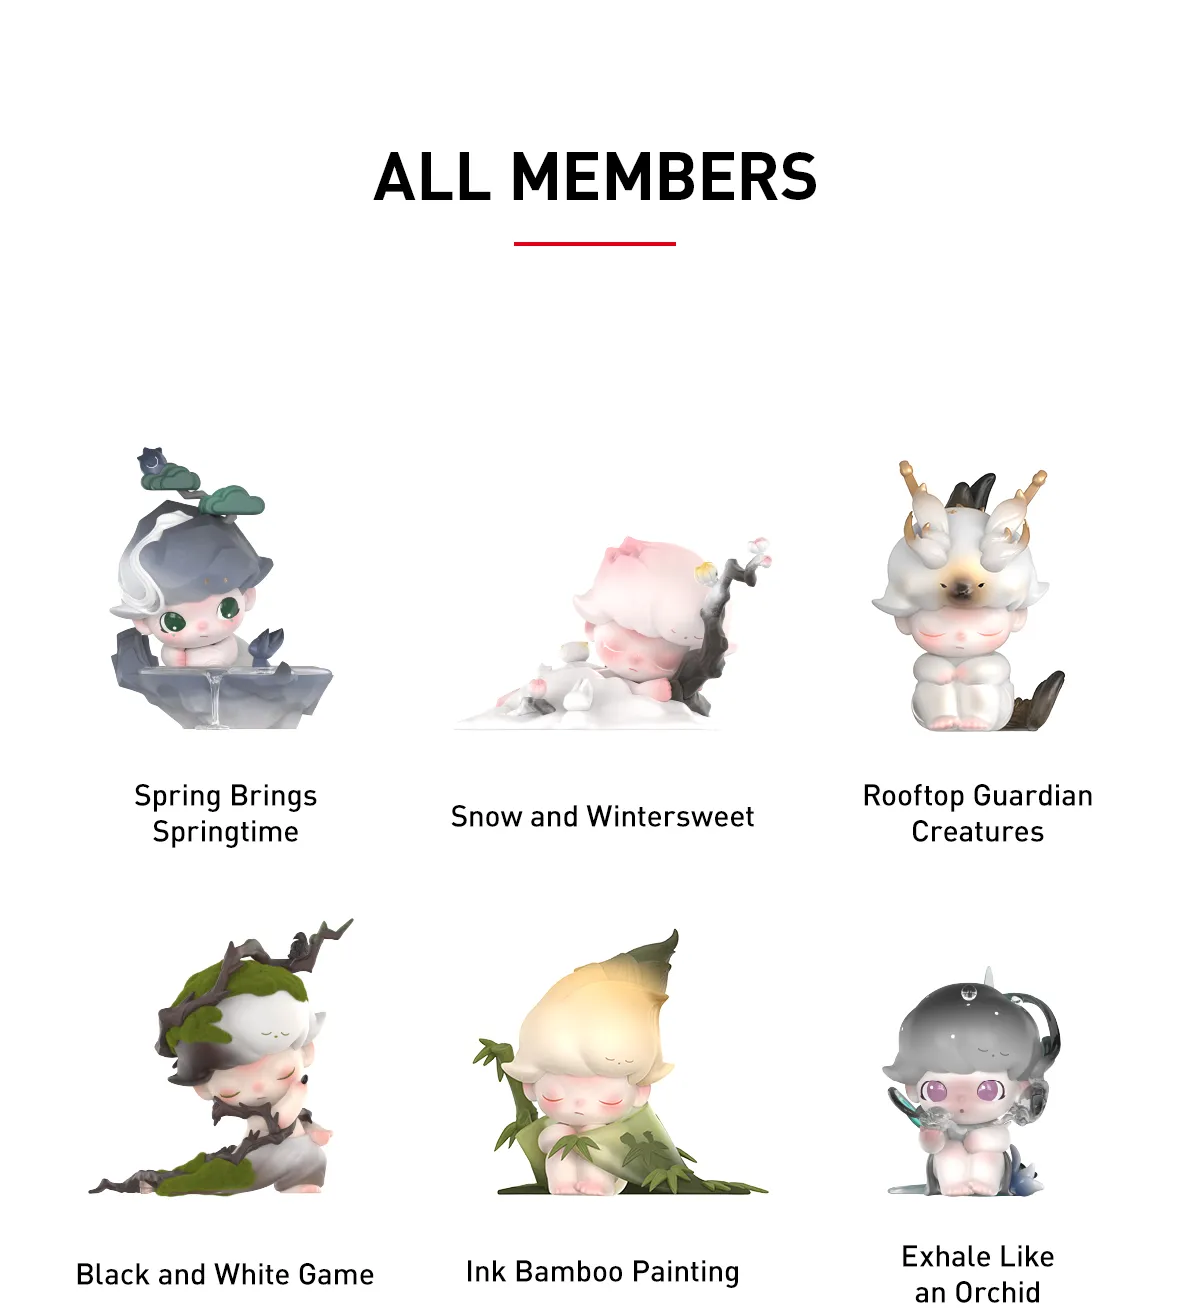 ALL MEMBERS
Spring Brings
Springtime
Snow and Wintersweet
Rooftop Guardian
Creatures
Black and White Game
Ink Bamboo Painting
Exhale Like
an Orchid